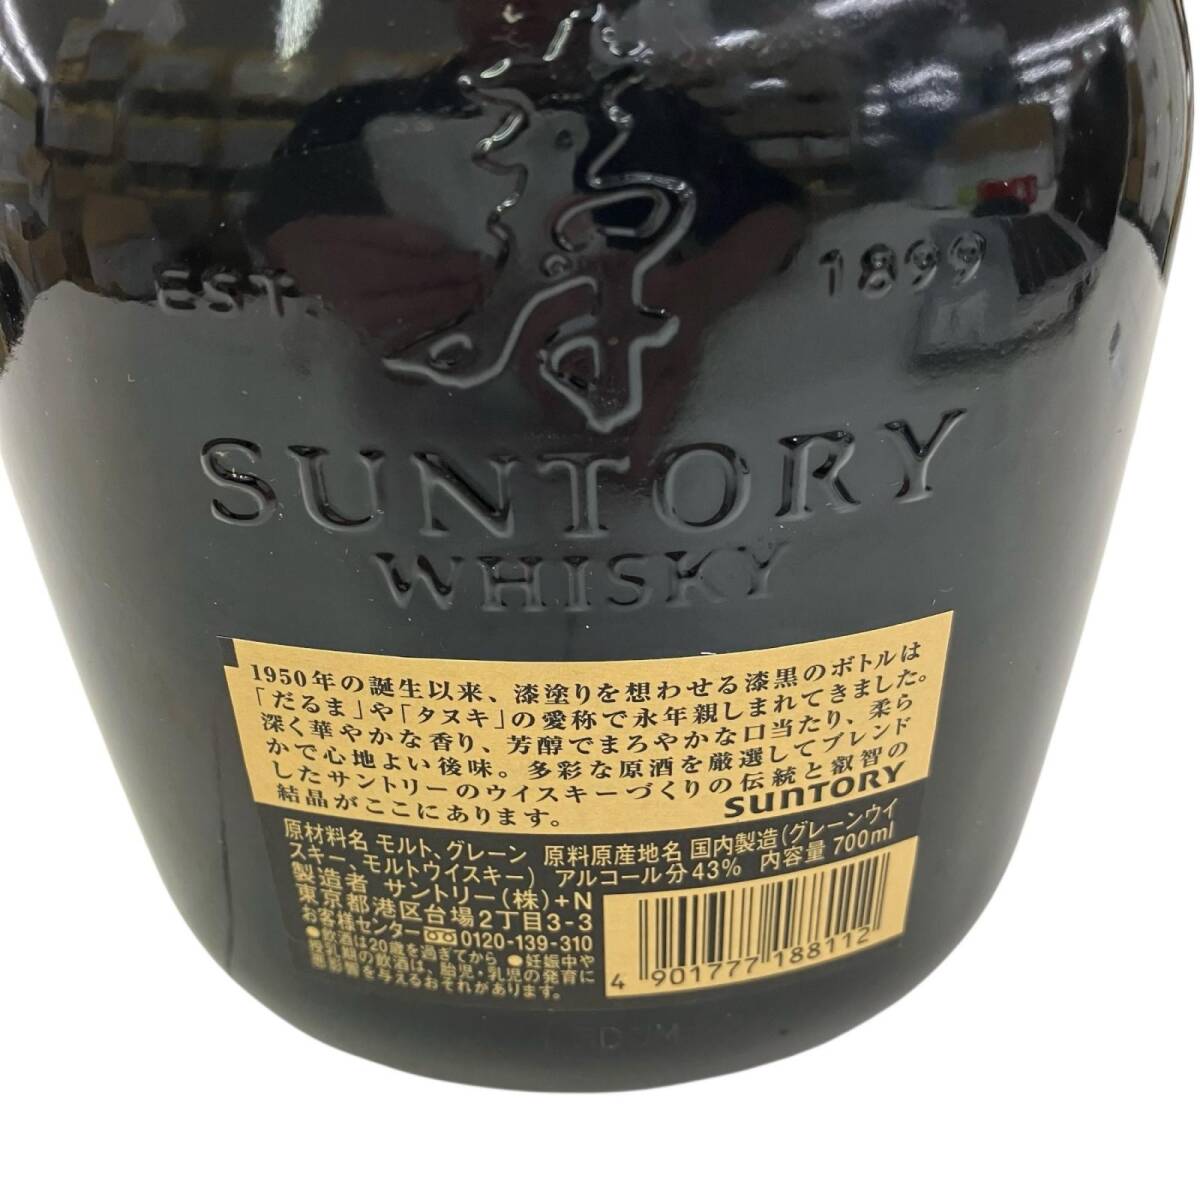 寿
EST. 1899
SUNTORY
WHISKY
1950年の誕生以来、漆塗りを想わせる漆黒のボトルは
「だるま」や「タヌキ」の愛称で永年親しまれてきました。
深く華やかな香り、芳醇でまろやかな口当たり、柔ら
かで心地よい後味。多彩な原酒を厳選してブレンド
したサントリーのウイスキーづくりの伝統と叡智の
結晶がここにあります。
SUNTORY
原材料名 モルト、グレーン 原料原産地名 国内製造(グレーンウイ
スキー、モルトウイスキー) アルコール分43% 内容量 700ml
製造者 サントリー(株)+N
東京都港区台場2丁目3-3
お客様センター 0120-139-310
●飲酒は20歳を過ぎてから ●妊娠中や
授乳期の飲酒は、胎児・乳児の発育に
悪影響を与えるおそれがあります。
4 901777 188112